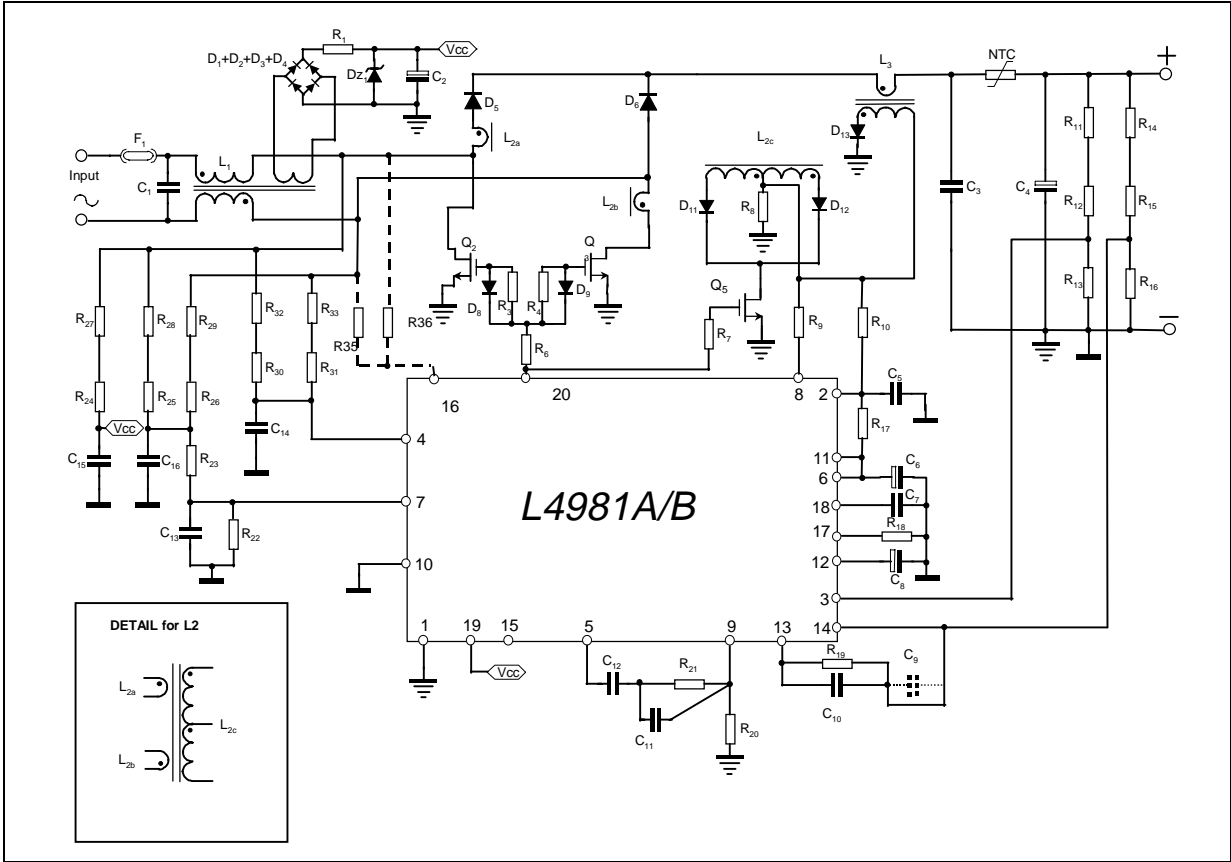 R1
D1+D2+D3+D4
Vcc
Dz1
C2
L3
NTC
+
D5
D6
L2a
F1
L1
Input
C1
L2c
D13
R11
R14
L2b
D11
R8
D12
C3
C4
R12
R15
Q2
Q
3
Q5
R13
R16
D8
R3
R4
D9
R27
R28
R29
R32
R33
R35
R36
R6
R7
R9
R10
R24
R25
R26
R30
R31
16
20
8
2
C5
Vcc
C14
R17
4
C15
C16
R23
11
6
C6
C7
L4981A/B
7
18
17
R18
C13
R22
12
C8
10
3
14
DETAIL for L2
1
19
15
5
9
13
Vcc
C12
R21
R19
C9
L2a
C10
L2c
C11
R20
L2b